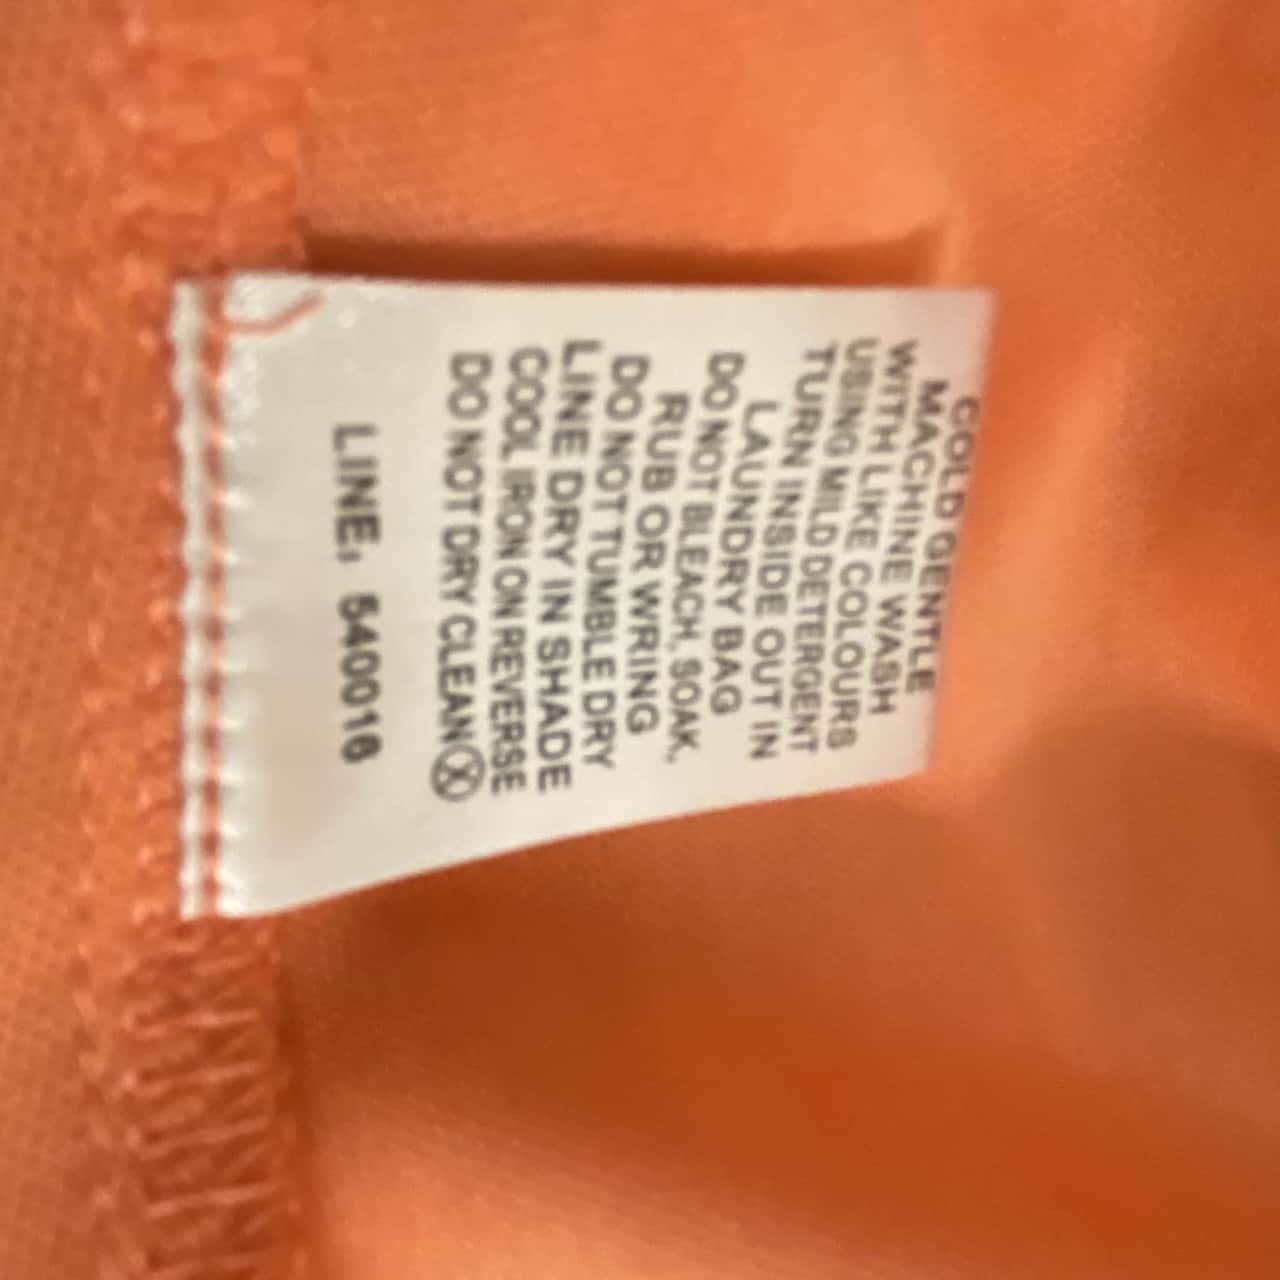 COLD GENTLE
MACHINE WASH
WITH LIKE COLOURS
USING MILD DETERGENT
TURN INSIDE OUT IN
LAUNDRY BAG
DO NOT BLEACH, SOAK,
RUB OR WRING
DO NOT TUMBLE DRY
LINE DRY IN SHADE
COOL IRON ON REVERSE
DO NOT DRY CLEAN
LINE: 540016